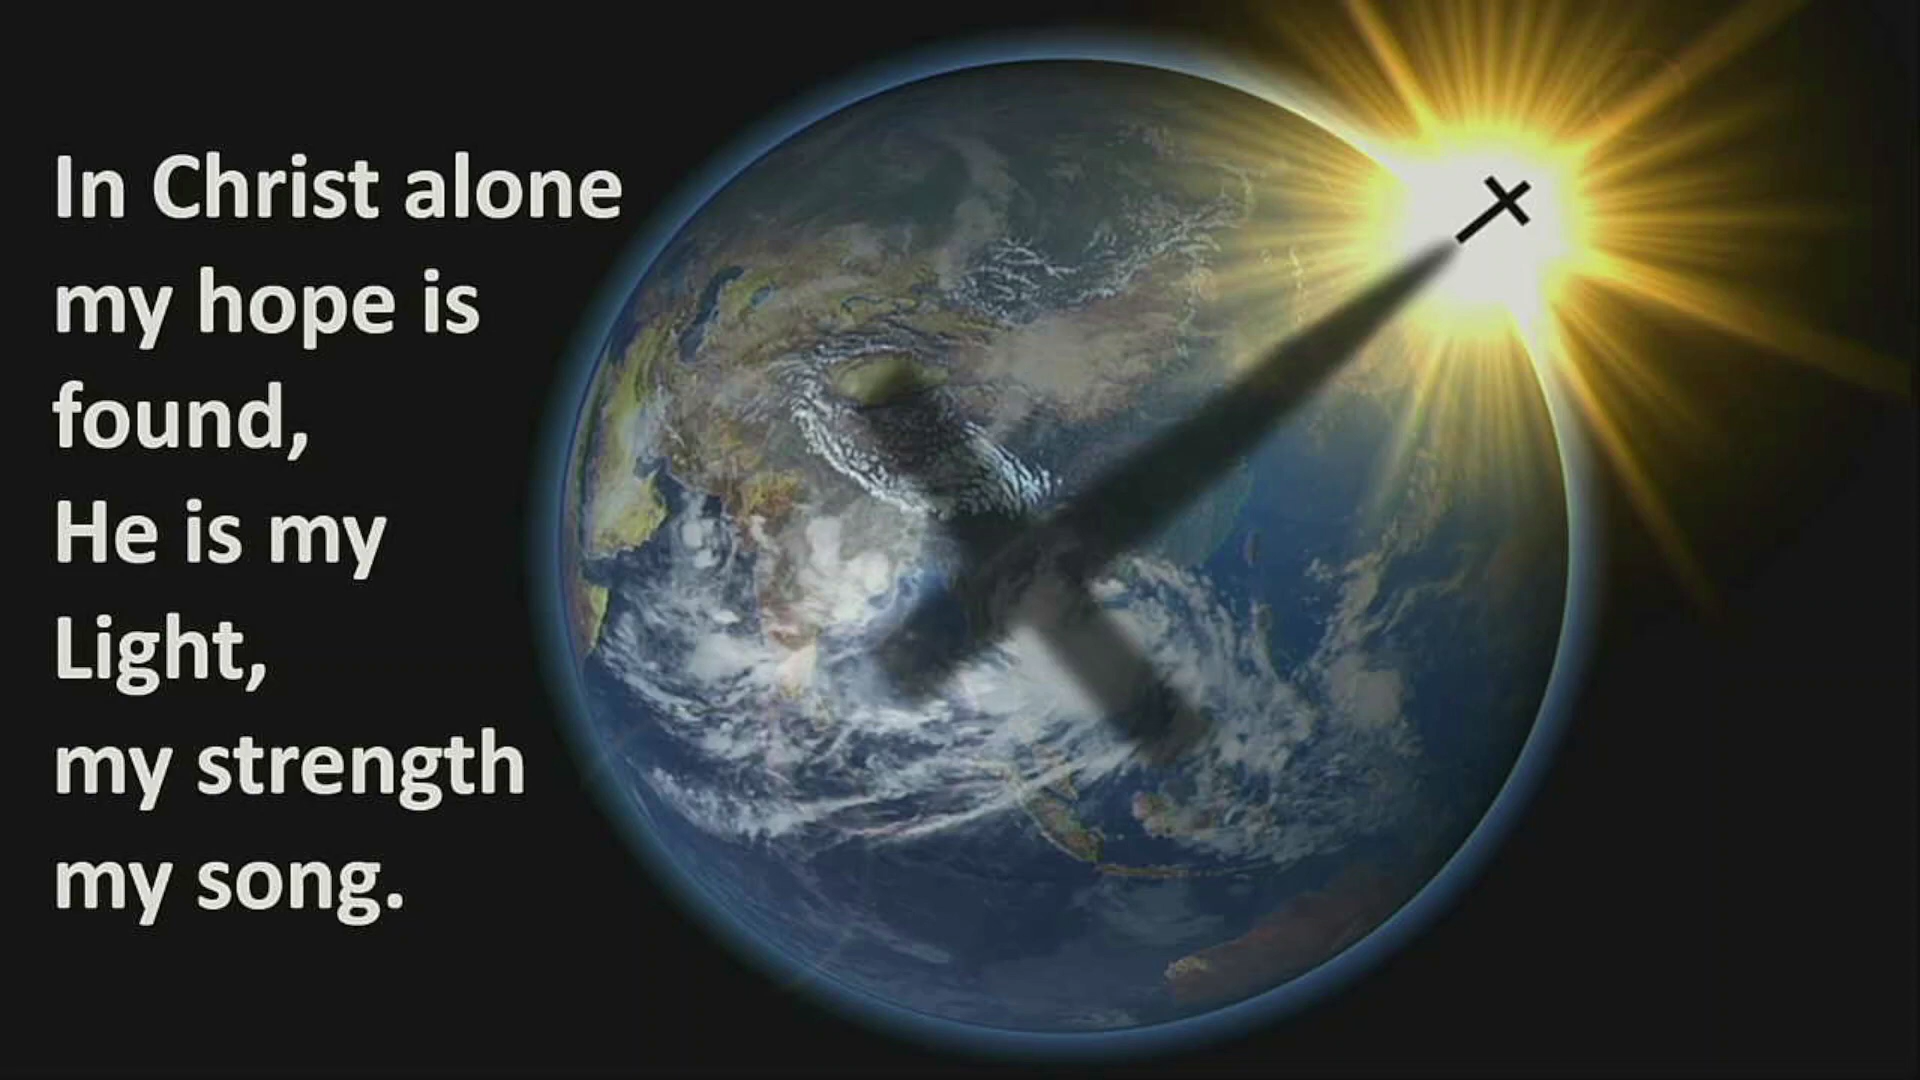 In Christ alone
my hope is
found,
He is my
Light,
my strength
my song.